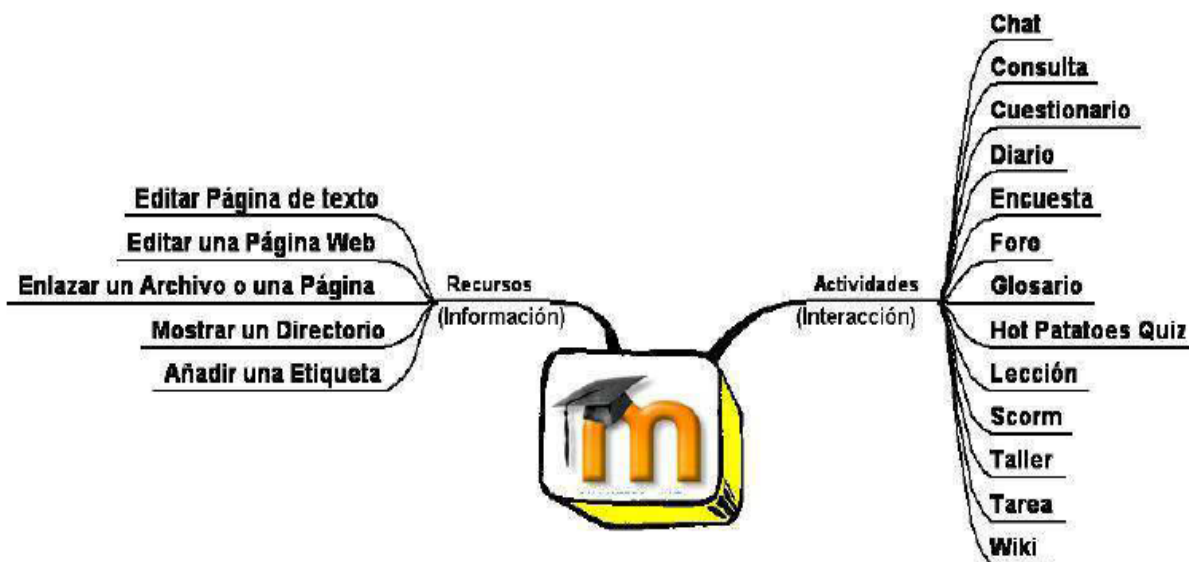 Editar Página de texto
Editar una Página Web
Enlazar un Archivo o una Página
Mostrar un Directorio
Añadir una Etiqueta
Recursos
(Información)
m
Actividades
(Interacción)
Chat
Consulta
Cuestionario
Diario
Encuesta
Foro
Glosario
Hot Patatoes Quiz
Lección
Scorm
Taller
Tarea
Wiki